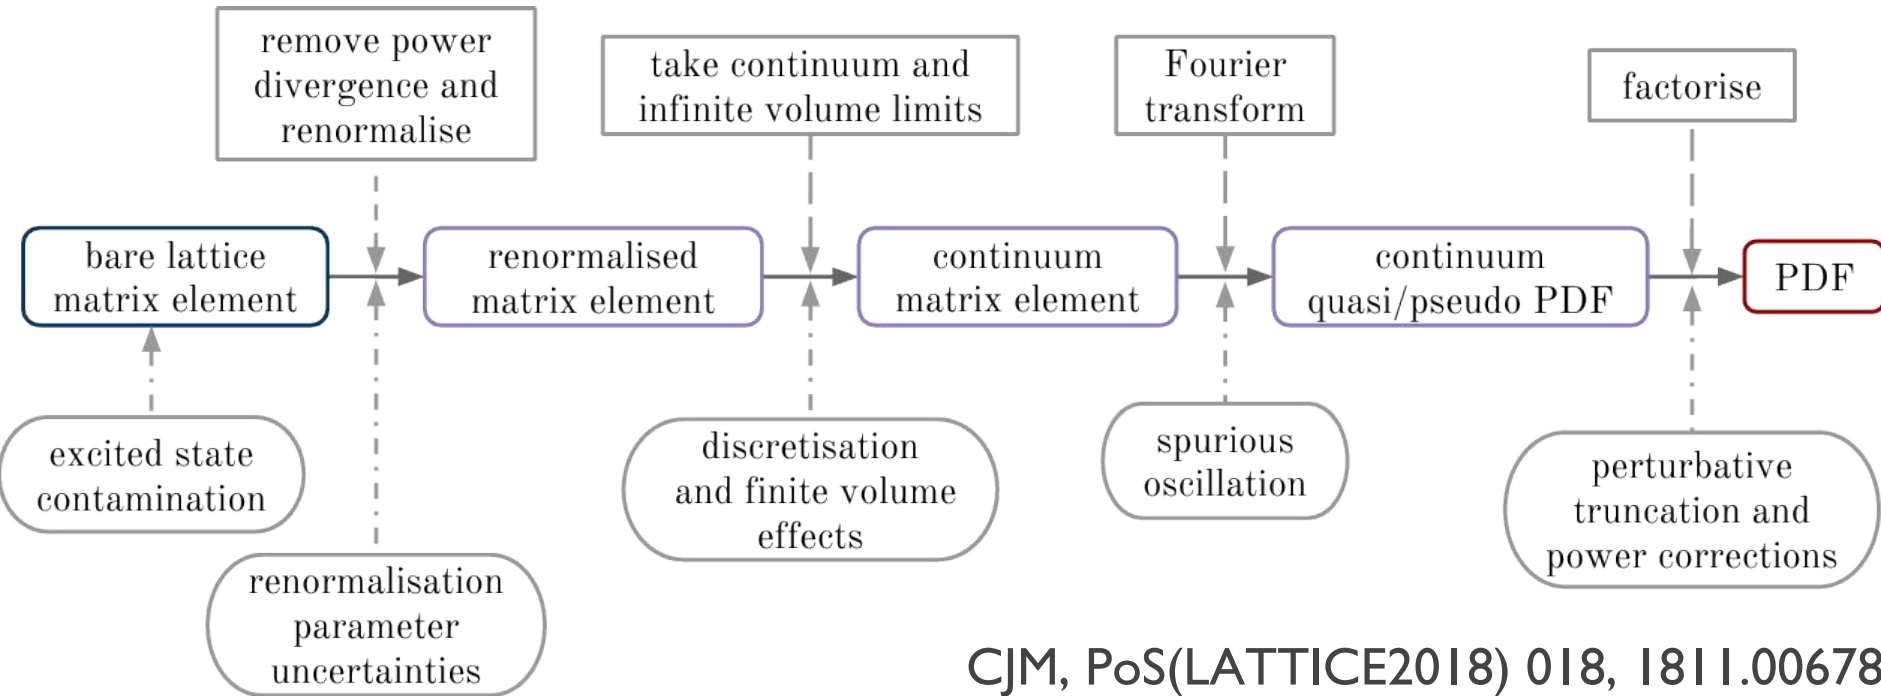 remove power
divergence and
renormalise
take continuum and
infinite volume limits
Fourier
transform
factorise
bare lattice
matrix element
renormalised
matrix element
continuum
matrix element
continuum
quasi/pseudo PDF
PDF
excited state
contamination
renormalisation
parameter
uncertainties
discretisation
and finite volume
effects
spurious
oscillation
perturbative
truncation and
power corrections
CJM, PoS(LATTICE2018) 018, 1811.00678